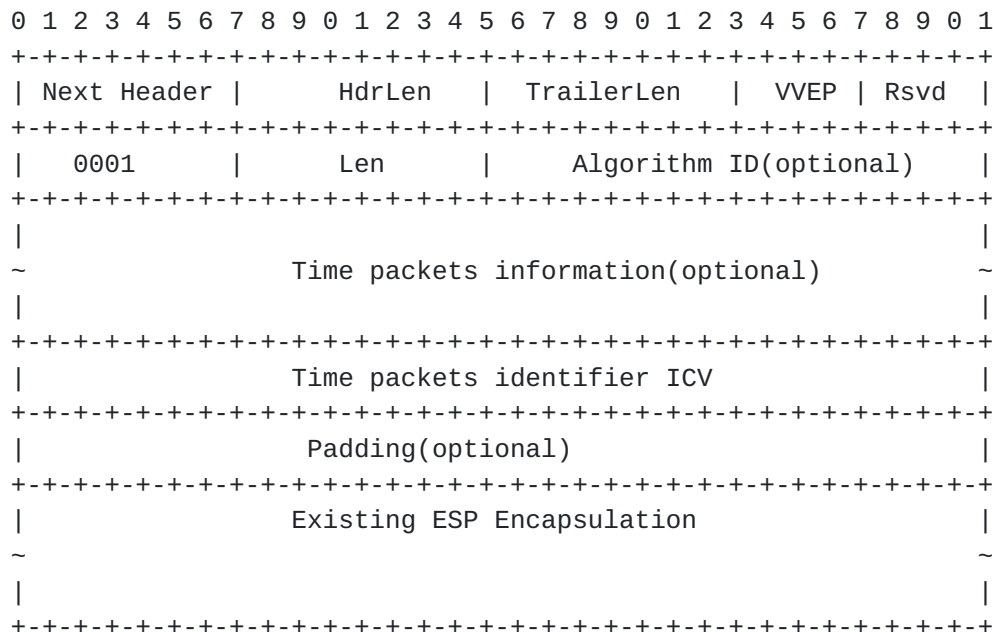 0 1 2 3 4 5 6 7 8 9 0 1 2 3 4 5 6 7 8 9 0 1 2 3 4 5 6 7 8 9 0 1
+-+-+-+-+-+-+-+-+-+-+-+-+-+-+-+-+-+-+-+-+-+-+-+-+-+-+-+-+-+-+-+
| Next Header |      HdrLen   |  TrailerLen   |  VVEP | Rsvd  |
+-+-+-+-+-+-+-+-+-+-+-+-+-+-+-+-+-+-+-+-+-+-+-+-+-+-+-+-+-+-+-+
|   0001      |      Len      |     Algorithm ID(optional)    |
+-+-+-+-+-+-+-+-+-+-+-+-+-+-+-+-+-+-+-+-+-+-+-+-+-+-+-+-+-+-+-+
|                                                             |
~                 Time packets information(optional)          ~
|                                                             |
+-+-+-+-+-+-+-+-+-+-+-+-+-+-+-+-+-+-+-+-+-+-+-+-+-+-+-+-+-+-+-+
|                 Time packets identifier ICV                 |
+-+-+-+-+-+-+-+-+-+-+-+-+-+-+-+-+-+-+-+-+-+-+-+-+-+-+-+-+-+-+-+
|                  Padding(optional)                          |
+-+-+-+-+-+-+-+-+-+-+-+-+-+-+-+-+-+-+-+-+-+-+-+-+-+-+-+-+-+-+-+
|                 Existing ESP Encapsulation                  |
~                                                             ~
|                                                             |
+-+-+-+-+-+-+-+-+-+-+-+-+-+-+-+-+-+-+-+-+-+-+-+-+-+-+-+-+-+-+-+